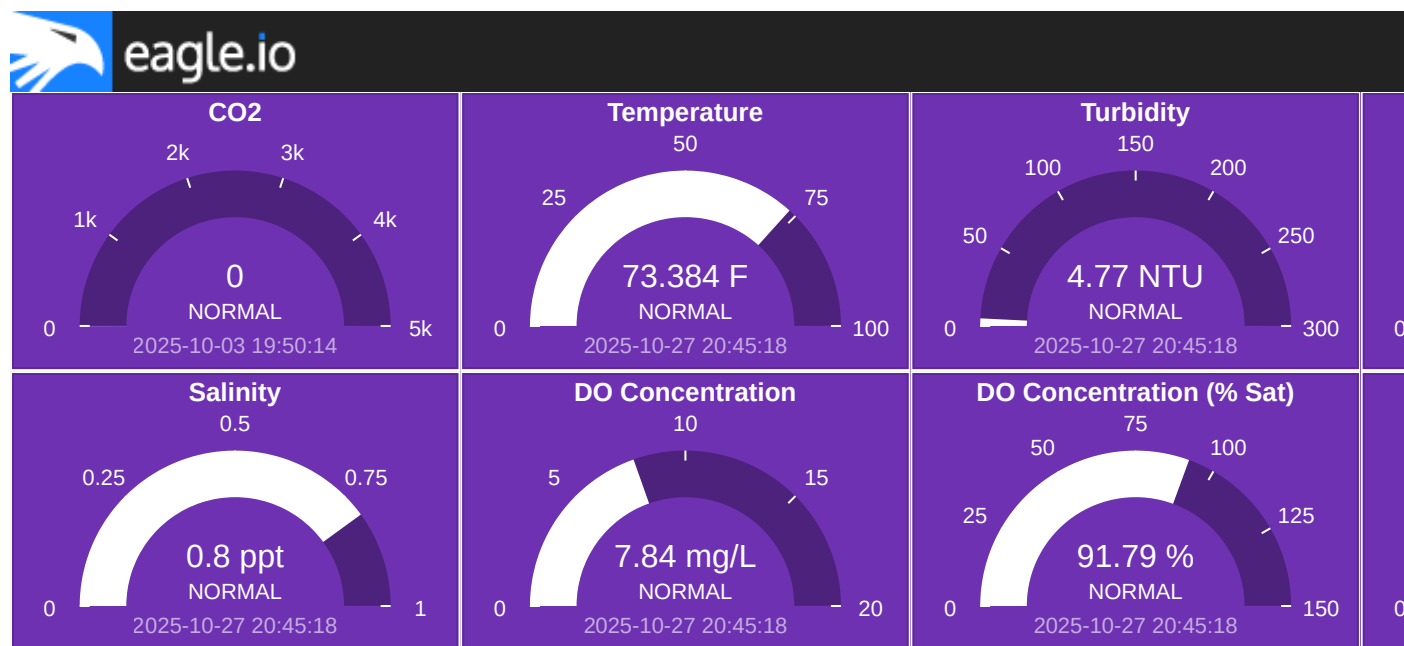 eagle.io
CO2
2k
3k
1k
4k
0
NORMAL
0
5k
2025-10-03 19:50:14
Temperature
50
25
75
73.384 F
NORMAL
0
100
2025-10-27 20:45:18
Turbidity
150
100
200
50
250
4.77 NTU
NORMAL
0
300
2025-10-27 20:45:18
0
Salinity
0.5
0.25
0.75
0.8 ppt
NORMAL
0
1
2025-10-27 20:45:18
DO Concentration
10
5
15
7.84 mg/L
NORMAL
0
20
2025-10-27 20:45:18
DO Concentration (% Sat)
75
50
100
25
125
91.79 %
NORMAL
0
150
2025-10-27 20:45:18
0